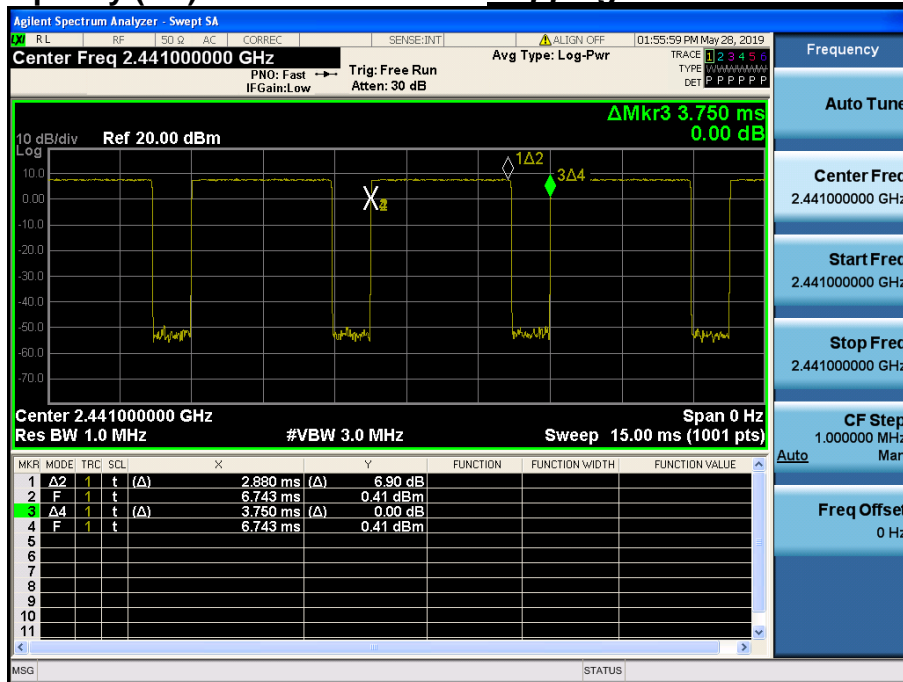 Agilent Spectrum Analyzer - Swept SA
LXI RL RF 50 Ω AC CORREC SENSE:INT ALIGN OFF 01:55:59 PM May 28, 2019
Center Freq 2.441000000 GHz
PNO: Fast
IFGain:Low
Trig: Free Run
Atten: 30 dB
Avg Type: Log-Pwr
TRACE 1 2 3 4 5 6
TYPE WWWWWW
DET P P P P P P
ΔMkr3 3.750 ms
0.00 dB
10 dB/div Ref 20.00 dBm
Log
10.0
0.00
-10.0
-20.0
-30.0
-40.0
-50.0
-60.0
-70.0
1Δ2
3Δ4
X
Center 2.441000000 GHz Span 0 Hz
Res BW 1.0 MHz #VBW 3.0 MHz Sweep 15.00 ms (1001 pts)
MKR MODE TRC SCL X Y FUNCTION FUNCTION WIDTH FUNCTION VALUE
1 Δ2 1 t (Δ) 2.880 ms (Δ) 6.90 dB
2 F 1 t 6.743 ms 0.41 dBm
3 Δ4 1 t (Δ) 3.750 ms (Δ) 0.00 dB
4 F 1 t 6.743 ms 0.41 dBm
5
6
7
8
9
10
11
MSG STATUS
Frequency
Auto Tune
Center Freq
2.441000000 GHz
Start Freq
2.441000000 GHz
Stop Freq
2.441000000 GHz
CF Step
1.000000 MHz
Auto Man
Freq Offset
0 Hz